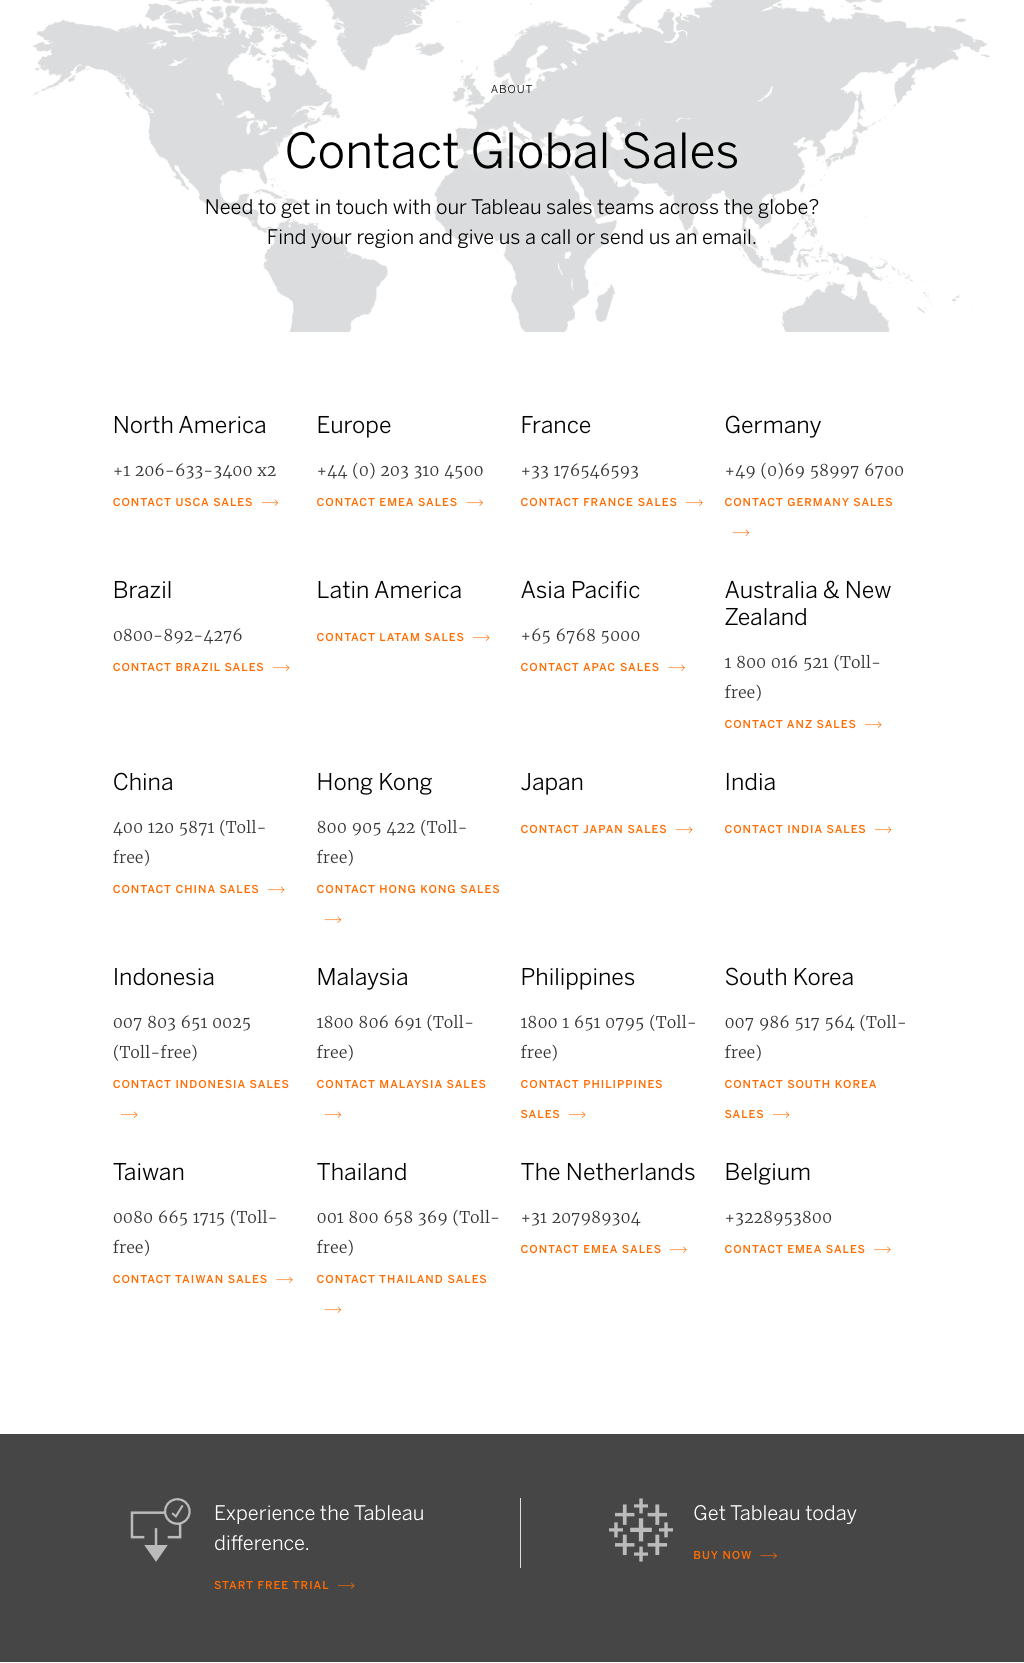 ABOUT
Contact Global Sales
Need to get in touch with our Tableau sales teams across the globe?
Find your region and give us a call or send us an email.
North America
+1 206-633-3400 x2
CONTACT USCA SALES
Europe
+44 (0) 203 310 4500
CONTACT EMEA SALES
France
+33 176546593
CONTACT FRANCE SALES
Germany
+49 (0)69 58997 6700
CONTACT GERMANY SALES
Brazil
0800-892-4276
CONTACT BRAZIL SALES
Latin America
CONTACT LATAM SALES
Asia Pacific
+65 6768 5000
CONTACT APAC SALES
Australia & New
Zealand
1 800 016 521 (Toll-
free)
CONTACT ANZ SALES
China
400 120 5871 (Toll-
free)
CONTACT CHINA SALES
Hong Kong
800 905 422 (Toll-
free)
CONTACT HONG KONG SALES
Japan
CONTACT JAPAN SALES
India
CONTACT INDIA SALES
Indonesia
007 803 651 0025
(Toll-free)
CONTACT INDONESIA SALES
Malaysia
1800 806 691 (Toll-
free)
CONTACT MALAYSIA SALES
Philippines
1800 1 651 0795 (Toll-
free)
CONTACT PHILIPPINES
SALES
South Korea
007 986 517 564 (Toll-
free)
CONTACT SOUTH KOREA
SALES
Taiwan
0080 665 1715 (Toll-
free)
CONTACT TAIWAN SALES
Thailand
001 800 658 369 (Toll-
free)
CONTACT THAILAND SALES
The Netherlands
+31 207989304
CONTACT EMEA SALES
Belgium
+3228953800
CONTACT EMEA SALES
Experience the Tableau
difference.
START FREE TRIAL
Get Tableau today
BUY NOW